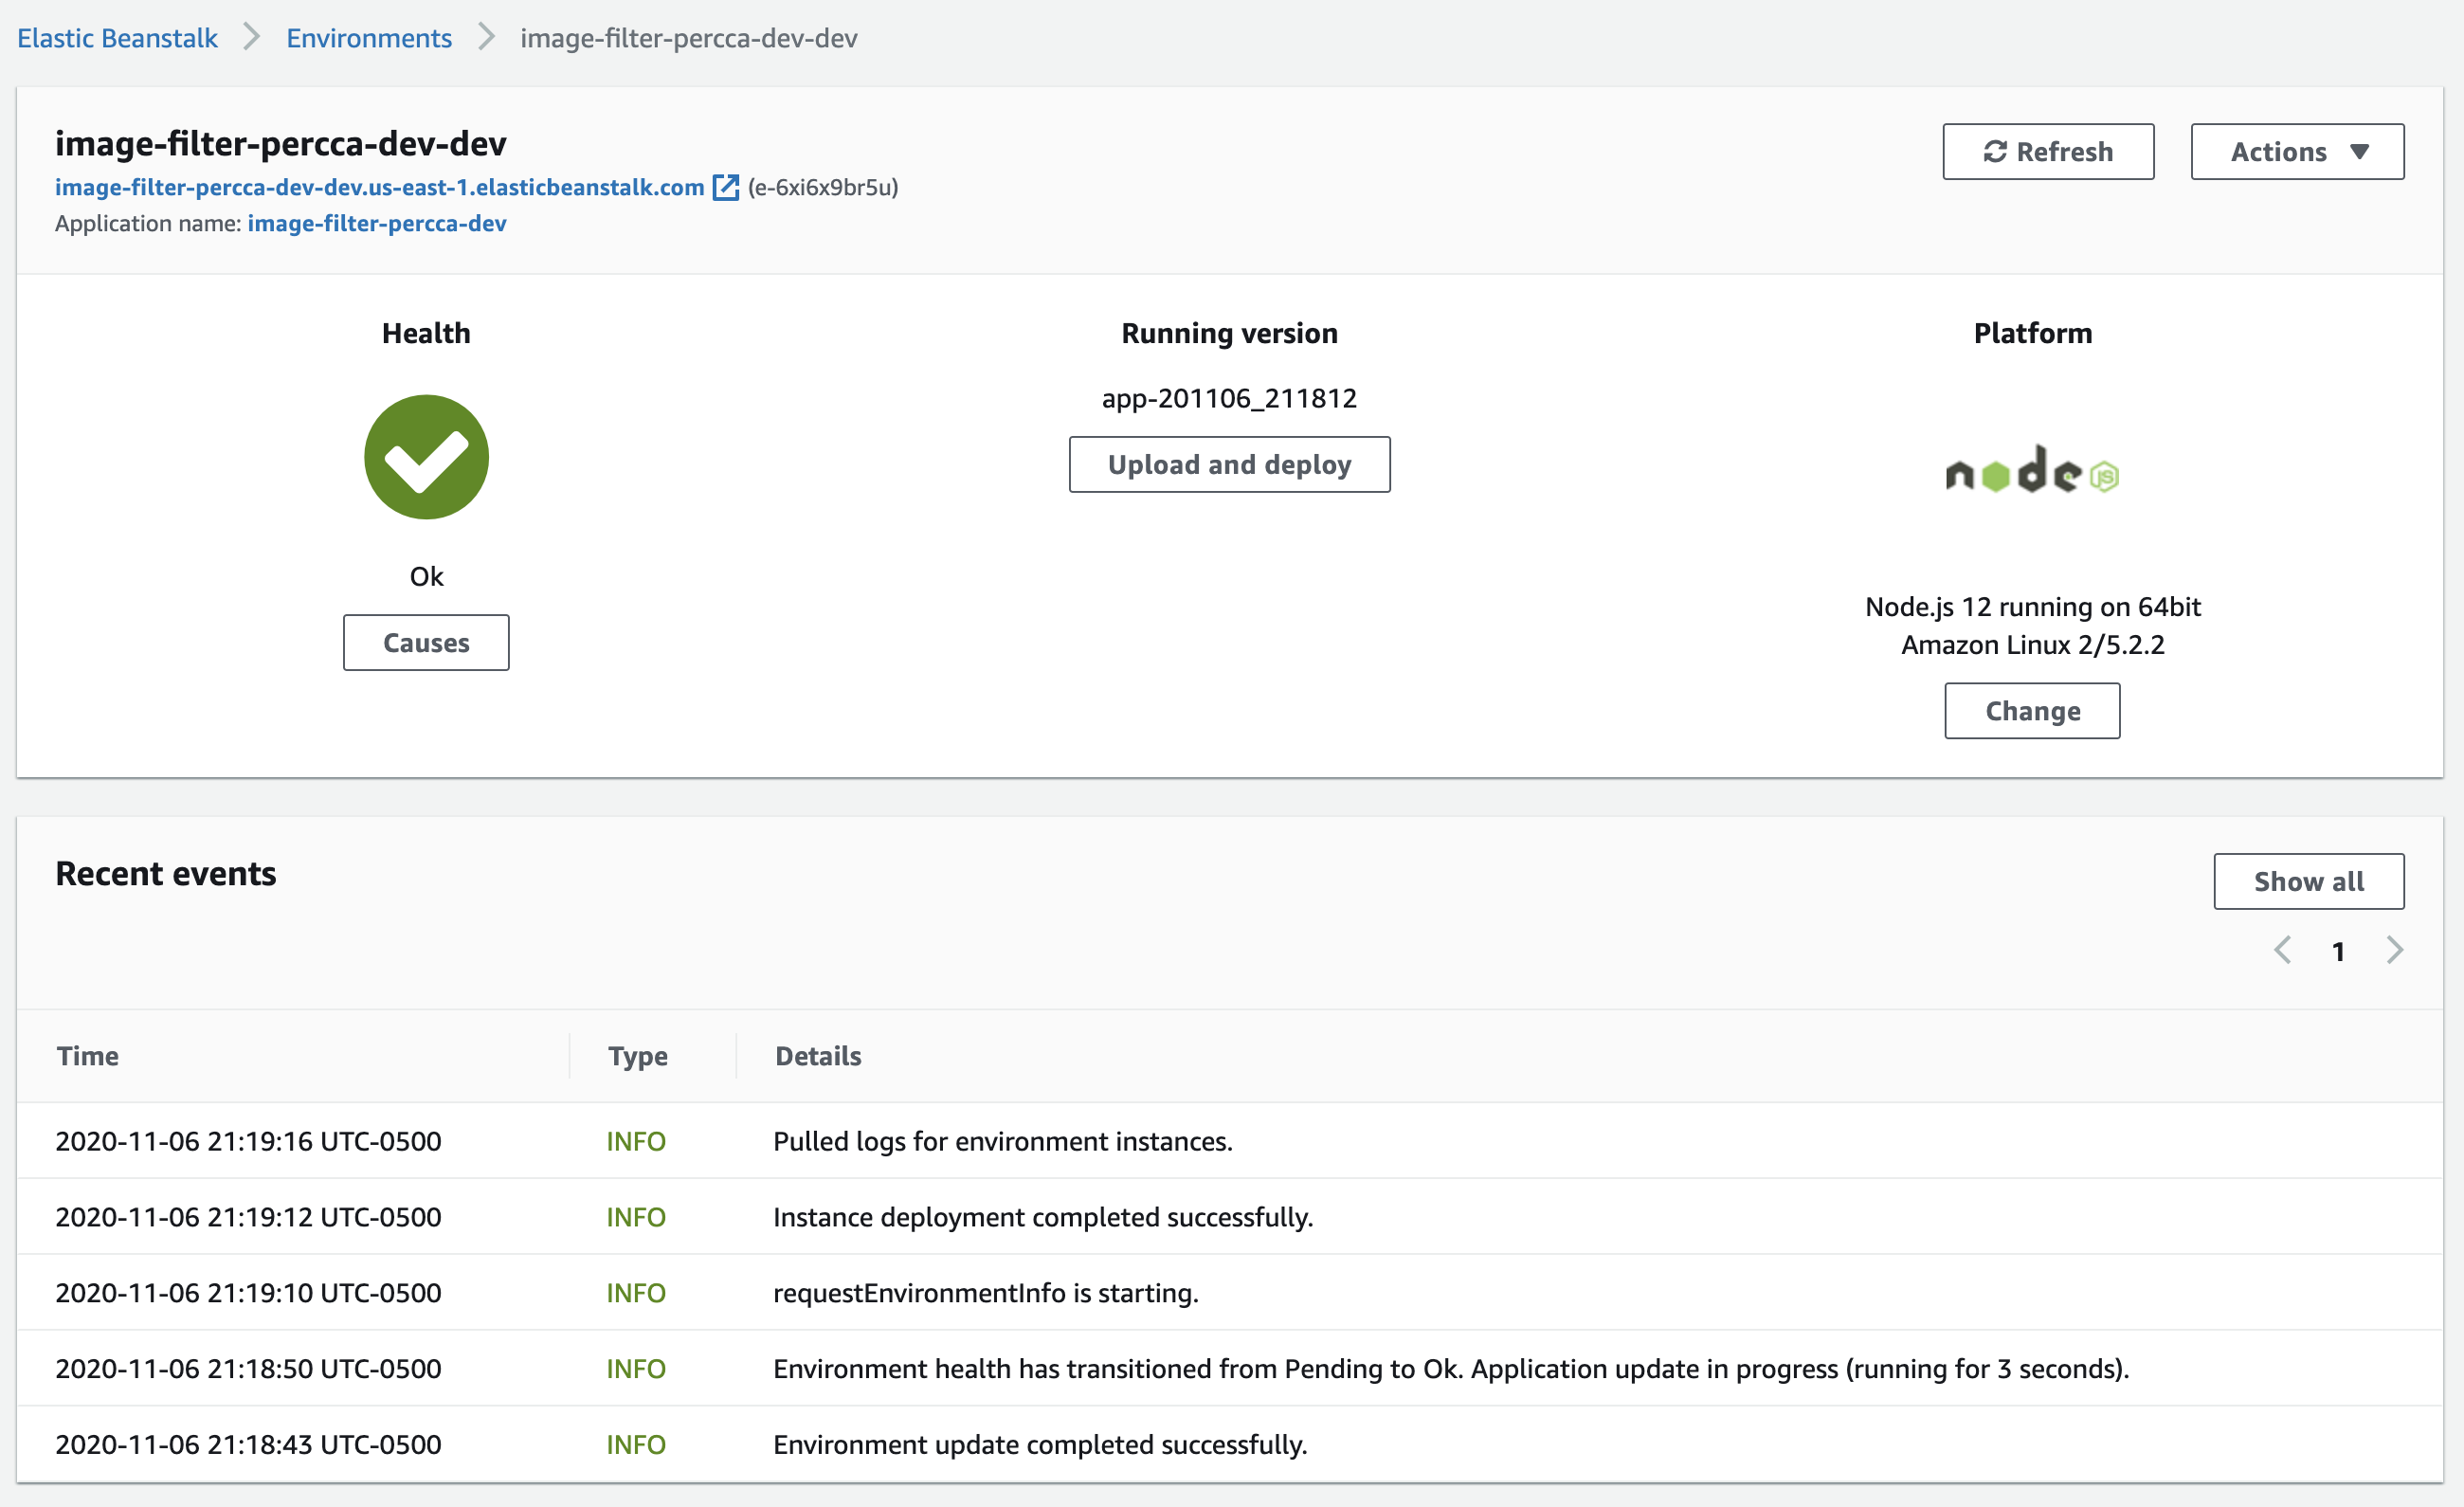 Elastic Beanstalk > Environments > image-filter-percca-dev-dev
image-filter-percca-dev-dev
Refresh
Actions
image-filter-percca-dev-dev.us-east-1.elasticbeanstalk.com (e-6xi6x9br5u)
Application name: image-filter-percca-dev
Health
Running version
Platform
app-201106_211812
Upload and deploy
node JS
Ok
Causes
Node.js 12 running on 64bit
Amazon Linux 2/5.2.2
Change
Recent events
Show all
1
Time Type Details
2020-11-06 21:19:16 UTC-0500 INFO Pulled logs for environment instances.
2020-11-06 21:19:12 UTC-0500 INFO Instance deployment completed successfully.
2020-11-06 21:19:10 UTC-0500 INFO requestEnvironmentInfo is starting.
2020-11-06 21:18:50 UTC-0500 INFO Environment health has transitioned from Pending to Ok. Application update in progress (running for 3 seconds).
2020-11-06 21:18:43 UTC-0500 INFO Environment update completed successfully.